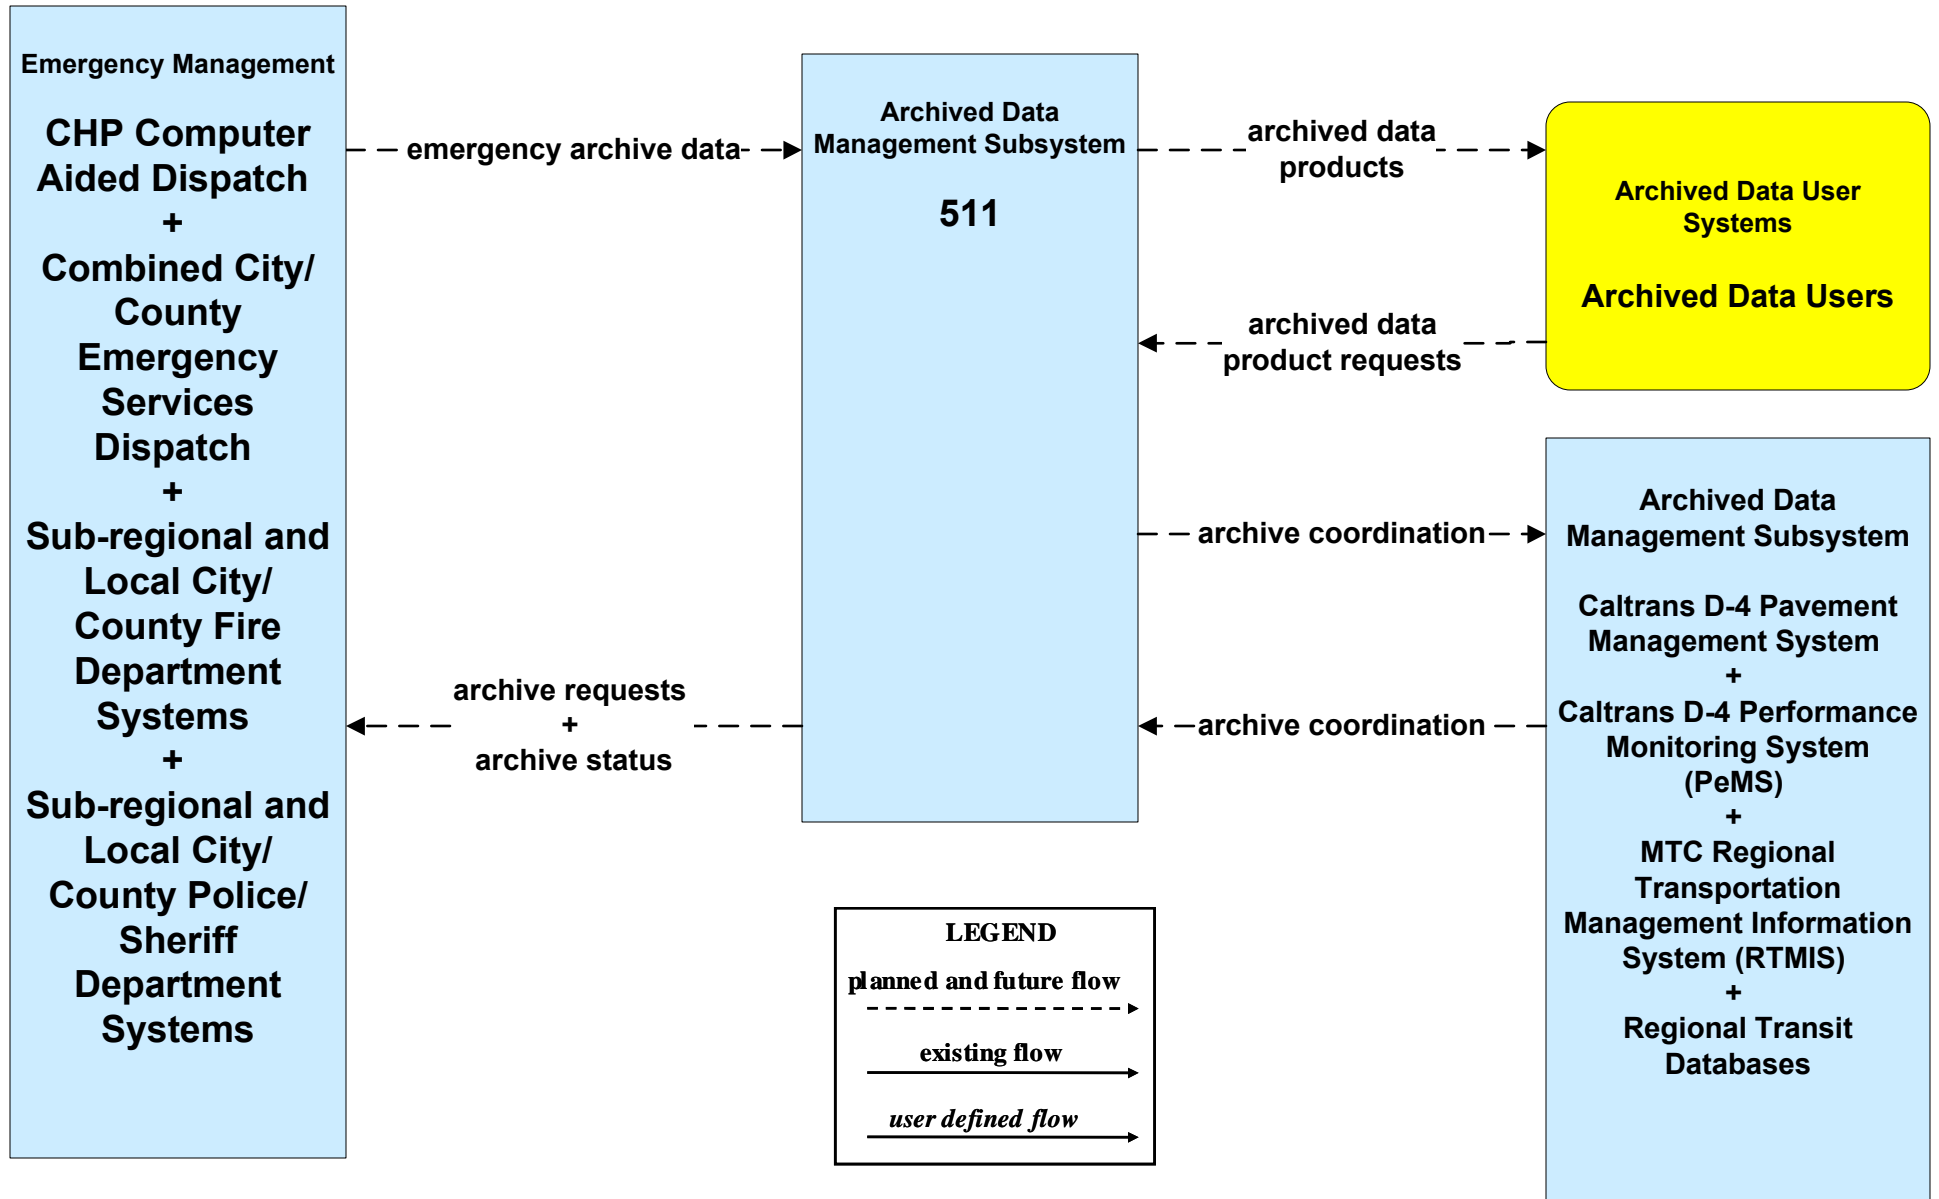 Emergency Management
CHP Computer
Aided Dispatch
+
Combined City/
County
Emergency
Services
Dispatch
+
Sub-regional and
Local City/
County Fire
Department
Systems
+
Sub-regional and
Local City/
County Police/
Sheriff
Department
Systems
emergency archive data
archive requests
+
archive status
Archived Data
Management Subsystem
511
archived data
products
archived data
product requests
archive coordination
archive coordination
Archived Data User
Systems
Archived Data Users
Archived Data
Management Subsystem
Caltrans D-4 Pavement
Management System
+
Caltrans D-4 Performance
Monitoring System
(PeMS)
+
MTC Regional
Transportation
Management Information
System (RTMIS)
+
Regional Transit
Databases
LEGEND
planned and future flow
existing flow
user defined flow